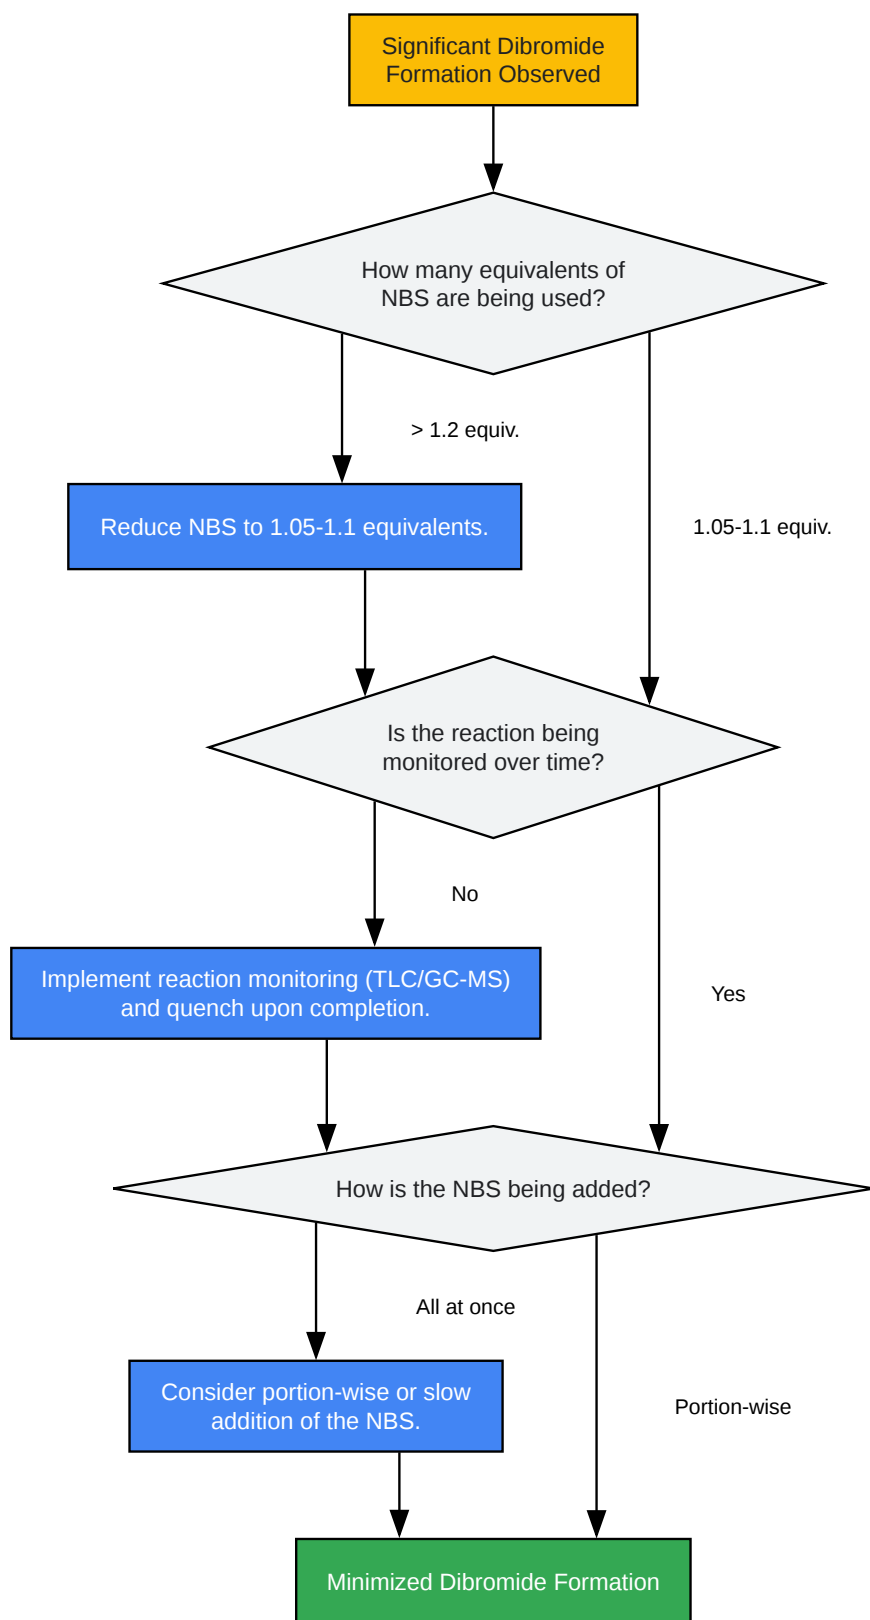 Significant Dibromide
Formation Observed
How many equivalents of
NBS are being used?
> 1.2 equiv.
Reduce NBS to 1.05-1.1 equivalents.
1.05-1.1 equiv.
Is the reaction being
monitored over time?
No
Implement reaction monitoring (TLC/GC-MS)
and quench upon completion.
Yes
How is the NBS being added?
All at once
Consider portion-wise or slow
addition of the NBS.
Portion-wise
Minimized Dibromide Formation